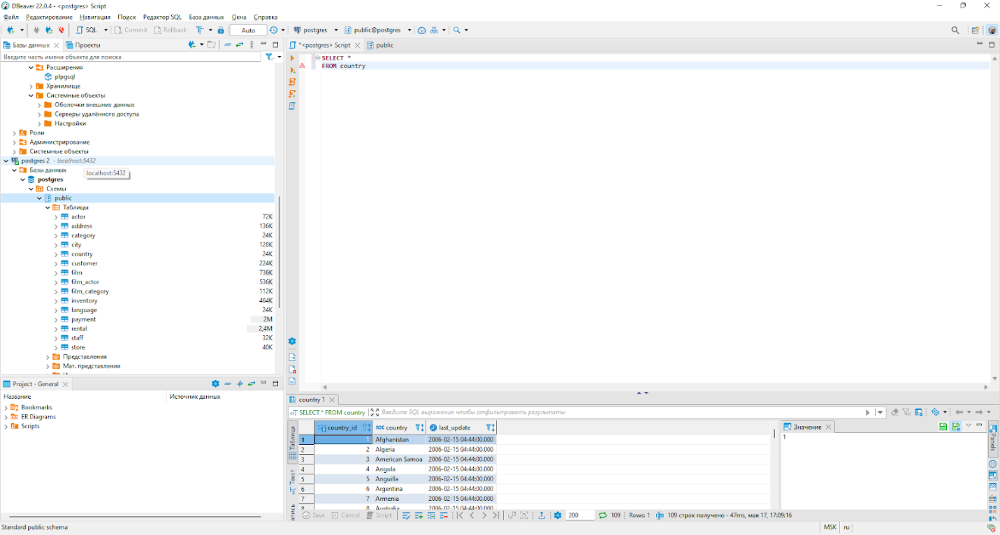 DBeaver 22.0.4 - <postgres> Script
Файл Редактирование Навигация Поиск Редактор SQL База данных Окна Справка
SQL Commit Rollback Auto postgres public@postgres
Базы данных Проекты
Введите часть имени объекта для поиска
Расширения
plpgsql
Хранилище
Системные объекты
Оболочки внешних данных
Серверы удалённого доступа
Настройки
Роли
Администрирование
Системные объекты
postgres 2 - localhost:5432
Базы данных
localhost:5432
postgres
Схемы
public
Таблицы
actor 72K
address 136K
category 24K
city 128K
country 24K
customer 224K
film 736K
film_actor 536K
film_category 112K
inventory 464K
language 24K
payment 2M
rental 2,4M
staff 32K
store 40K
Представления
Мат. представления
Project - General
Название Источник данных
Bookmarks
ER Diagrams
Scripts
*<postgres> Script public
SELECT *
FROM country
country 1
SELECT * FROM country Введите SQL выражение чтобы отфильтровать результаты
Таблица
Текст
country_id country last_update
1 1 Afghanistan 2006-02-15 04:44:00.000
2 2 Algeria 2006-02-15 04:44:00.000
3 3 American Samoa 2006-02-15 04:44:00.000
4 4 Angola 2006-02-15 04:44:00.000
5 5 Anguilla 2006-02-15 04:44:00.000
6 6 Argentina 2006-02-15 04:44:00.000
7 7 Armenia 2006-02-15 04:44:00.000
8 8 Australia 2006-02-15 04:44:00.000
Значение
1
Panels
Save Cancel Script 200 109 Rows: 1 109 строк получено - 47ms, мая 17, 17:09:16
Standard public schema
MSK ru